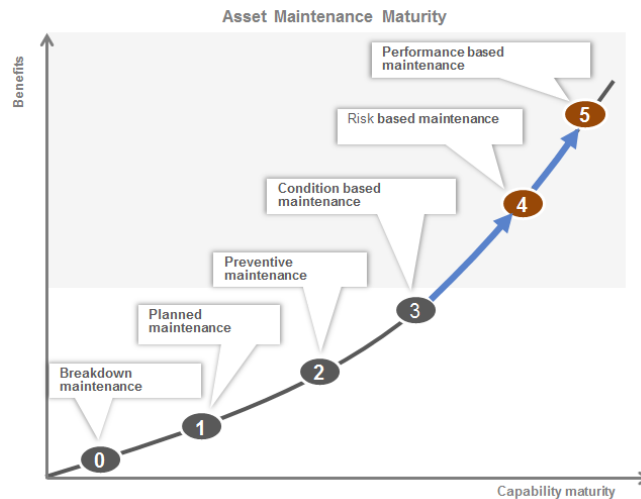 Asset Maintenance Maturity
Benefits
Performance based
maintenance
5
Risk based maintenance
4
Condition based
maintenance
3
Preventive
maintenance
2
Planned
maintenance
1
Breakdown
maintenance
0
Capability maturity